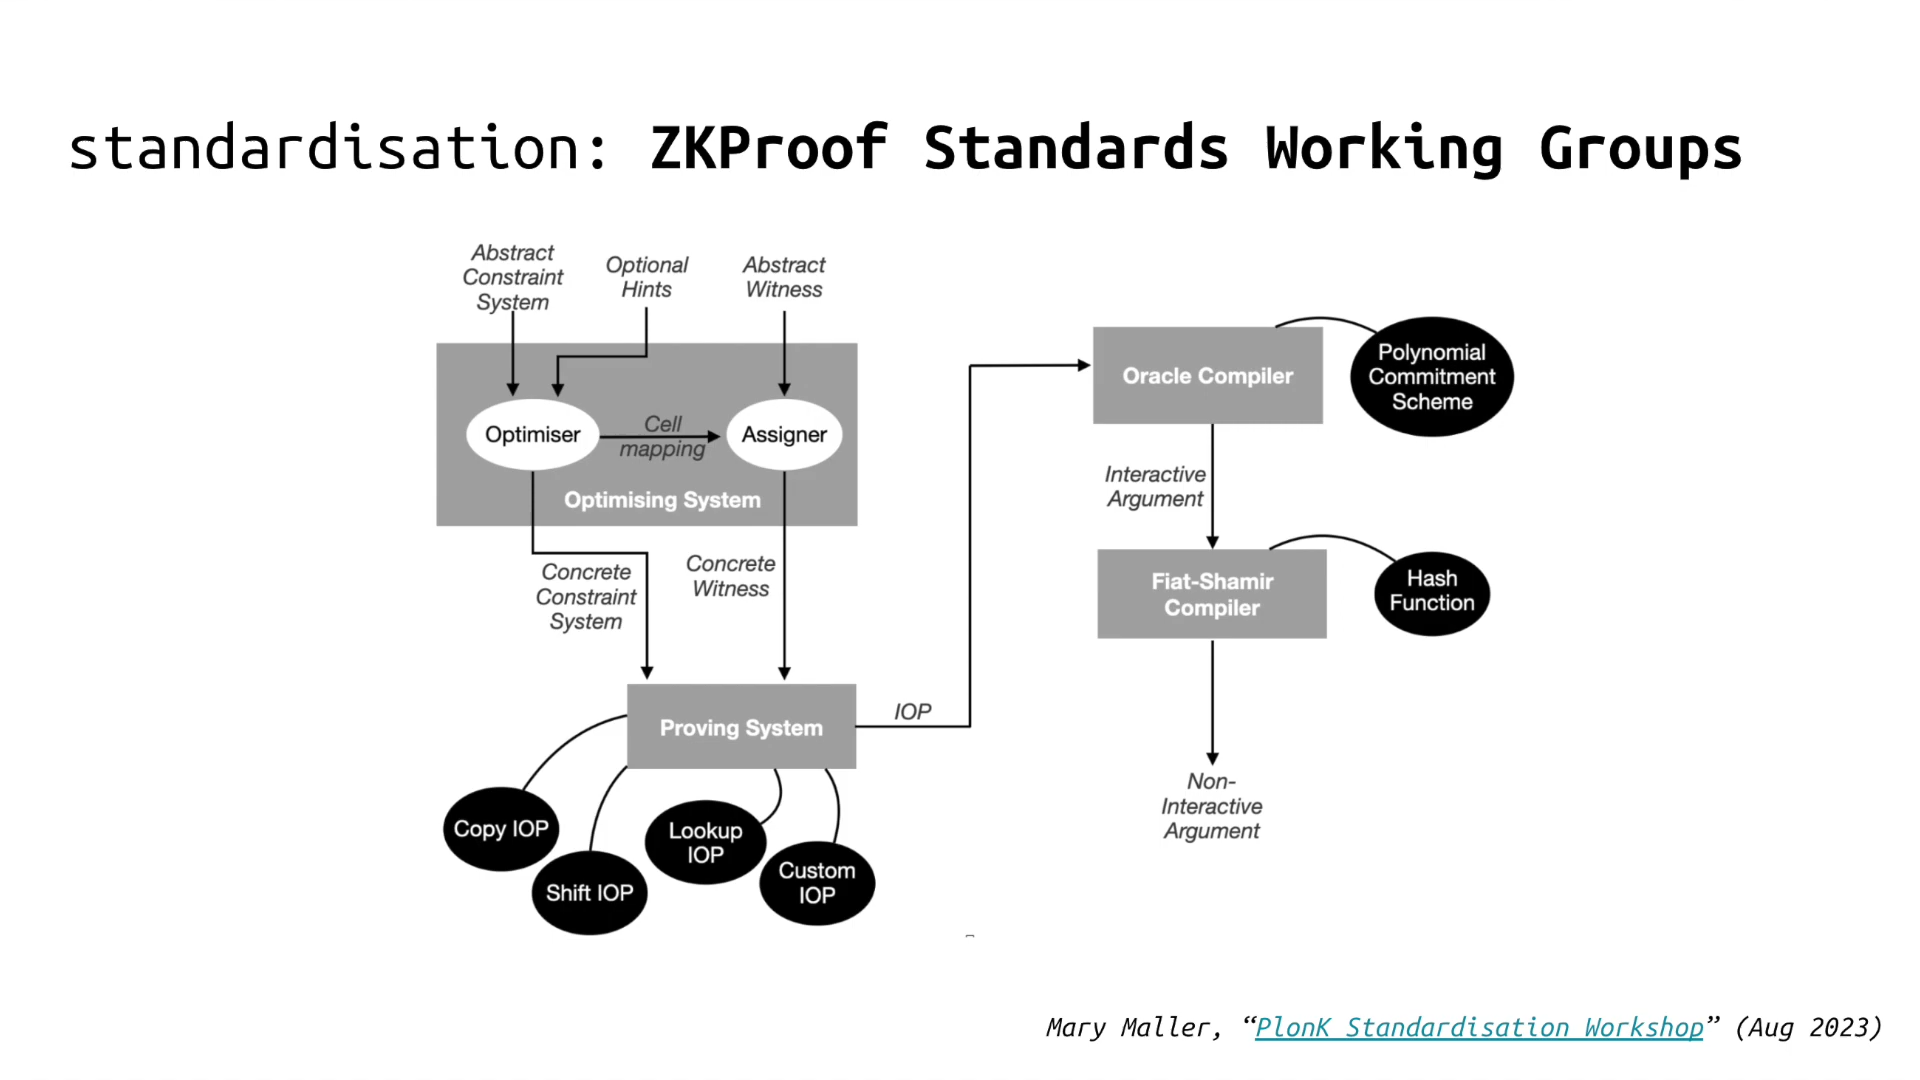 standardisation: ZKProof Standards Working Groups
Abstract
Constraint
System
Optional
Hints
Abstract
Witness
Optimiser
Cell
mapping
Assigner
Optimising System
Concrete
Constraint
System
Concrete
Witness
Proving System
IOP
Copy IOP
Shift IOP
Lookup
IOP
Custom
IOP
Oracle Compiler
Polynomial
Commitment
Scheme
Interactive
Argument
Fiat-Shamir
Compiler
Hash
Function
Non-
Interactive
Argument
Mary Maller, “PlonK Standardisation Workshop” (Aug 2023)